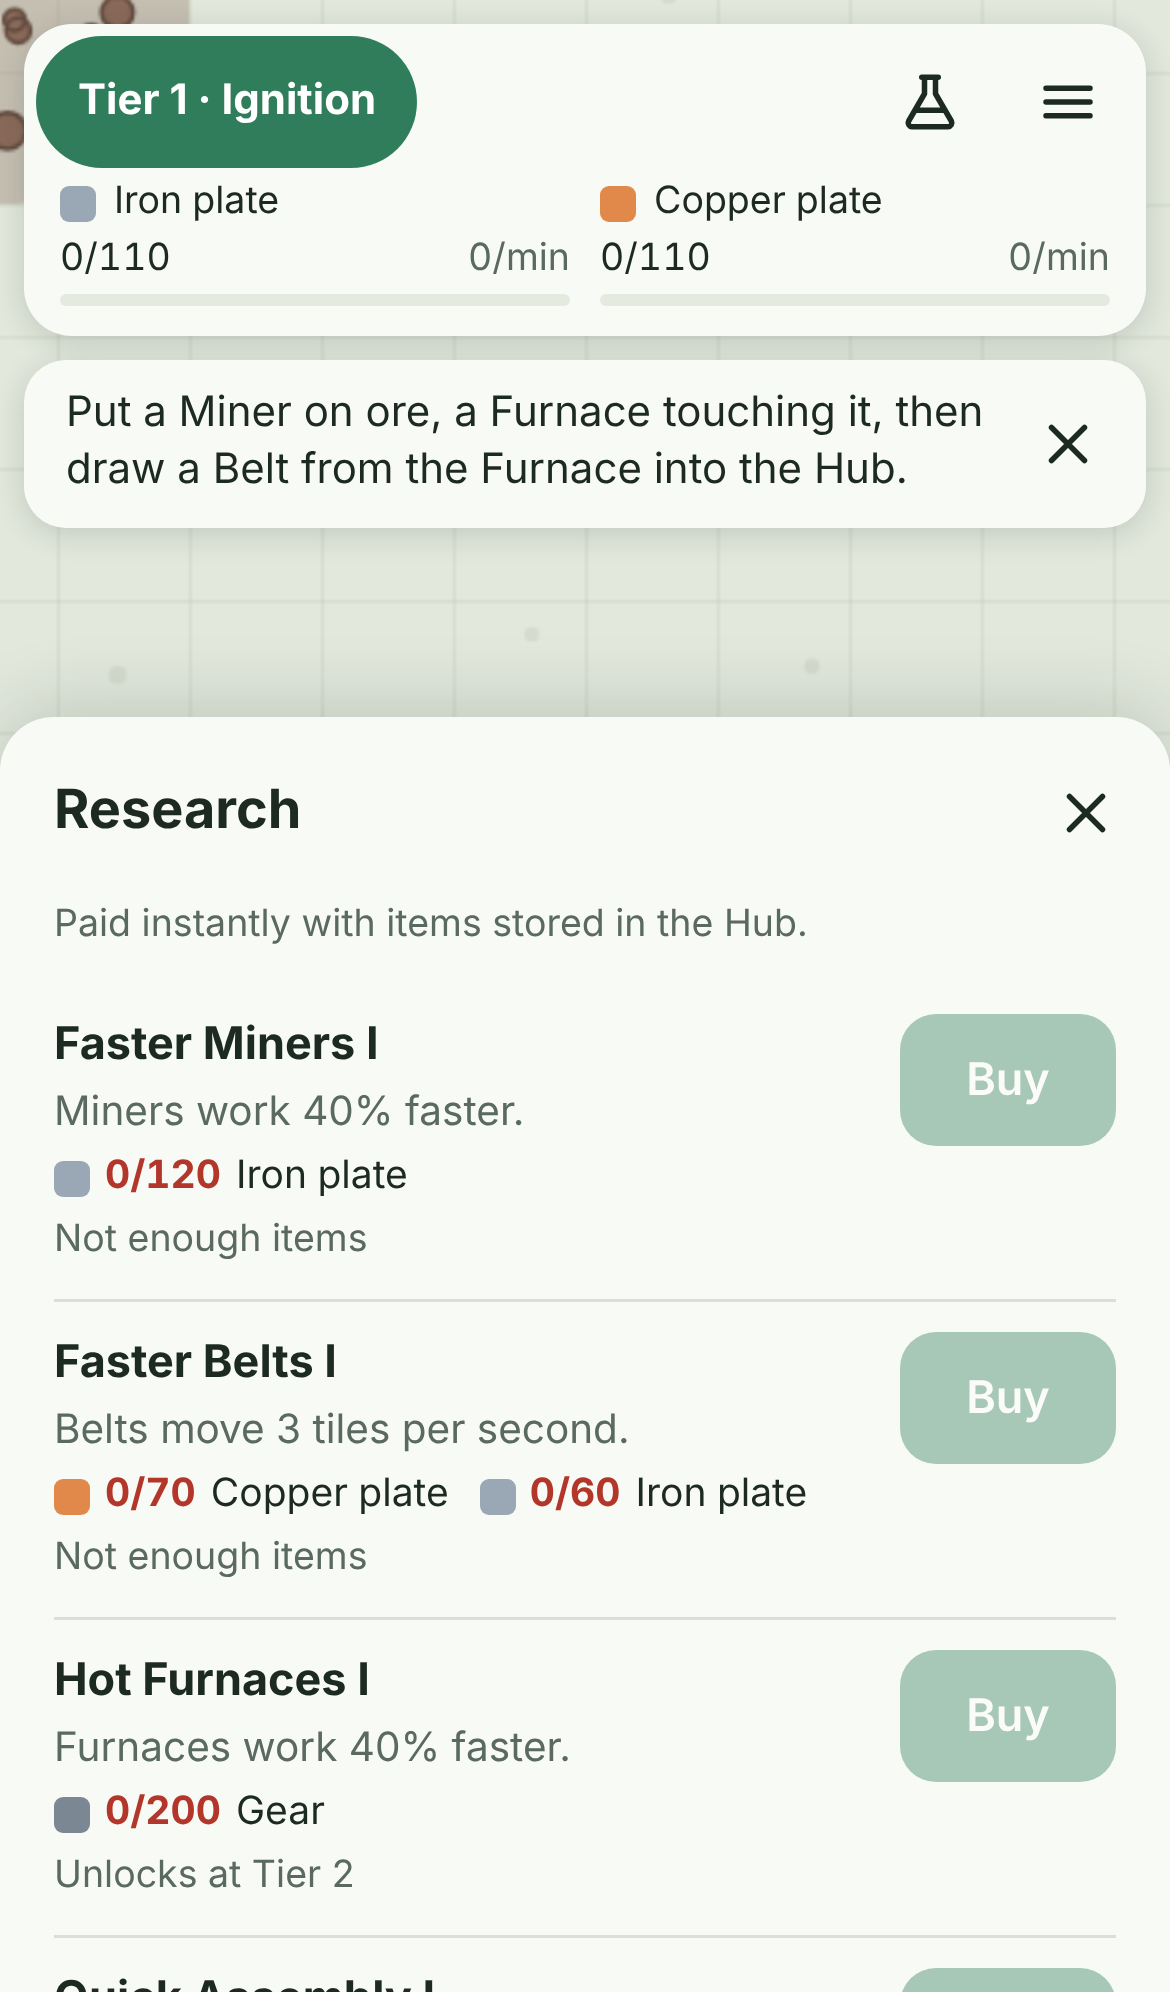 Tier 1 · Ignition
Iron plate
0/110 0/min
Copper plate
0/110 0/min
Put a Miner on ore, a Furnace touching it, then
draw a Belt from the Furnace into the Hub.
Research
Paid instantly with items stored in the Hub.
Faster Miners I
Buy
Miners work 40% faster.
0/120 Iron plate
Not enough items
Faster Belts I
Buy
Belts move 3 tiles per second.
0/70 Copper plate 0/60 Iron plate
Not enough items
Hot Furnaces I
Buy
Furnaces work 40% faster.
0/200 Gear
Unlocks at Tier 2
Quick Assembly I